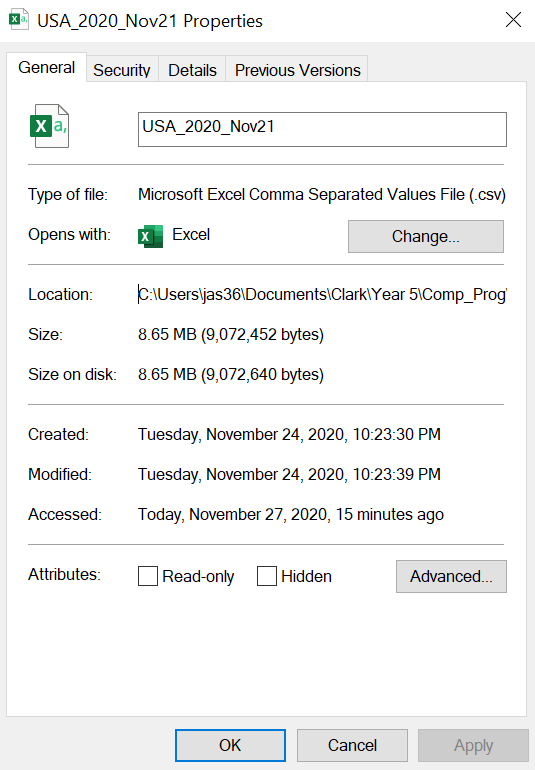 USA_2020_Nov21 Properties
General Security Details Previous Versions
a,
USA_2020_Nov21
Type of file: Microsoft Excel Comma Separated Values File (.csv)
Opens with: Excel Change...
Location: C:\Users\jas36\Documents\Clark\Year 5\Comp_Prog\
Size: 8.65 MB (9,072,452 bytes)
Size on disk: 8.65 MB (9,072,640 bytes)
Created: Tuesday, November 24, 2020, 10:23:30 PM
Modified: Tuesday, November 24, 2020, 10:23:39 PM
Accessed: Today, November 27, 2020, 15 minutes ago
Attributes: Read-only Hidden Advanced...
OK Cancel Apply